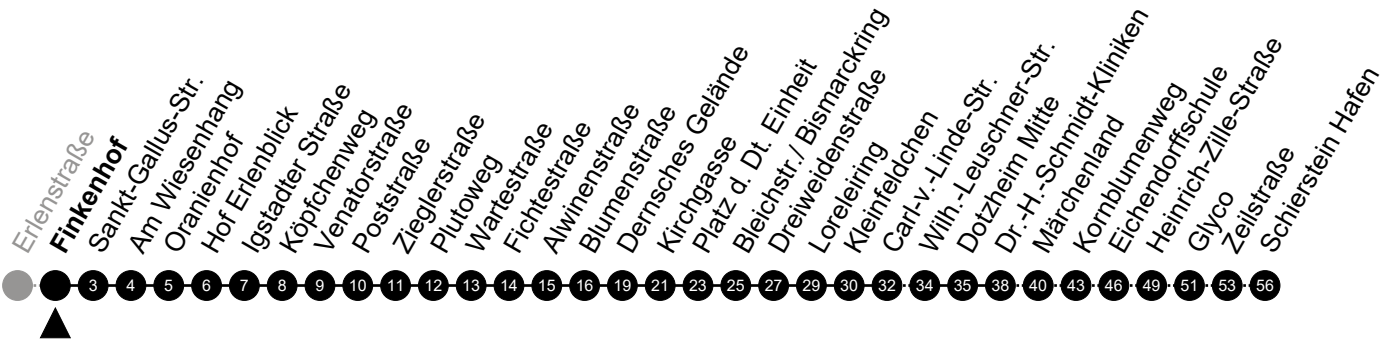 Erlenstraße
Finkenhof
Sankt-Gallus-Str.
Am Wiesenhang
Oranienhof
Hof Erlenblick
Igstadter Straße
Köpfchenweg
Venatorstraße
Poststraße
Zieglerstraße
Plutoweg
Wartestraße
Fichtestraße
Alwinenstraße
Blumenstraße
Dernsches Gelände
Kirchgasse
Platz d. Dt. Einheit
Bleichstr./ Bismarckring
Dreiweidenstraße
Loreleiring
Kleinfeldchen
Carl-v.-Linde-Str.
Wilh.-Leuschner-Str.
Dotzheim Mitte
Dr.-H.-Schmidt-Kliniken
Märchenland
Kornblumenweg
Eichendorffschule
Heinrich-Zille-Straße
Glyco
Zeilstraße
Schierstein Hafen
3 4 5 6 7 8 9 10 11 12 13 14 15 16 19 21 23 25 27 29 30 32 34 35 38 40 43 46 49 51 53 56